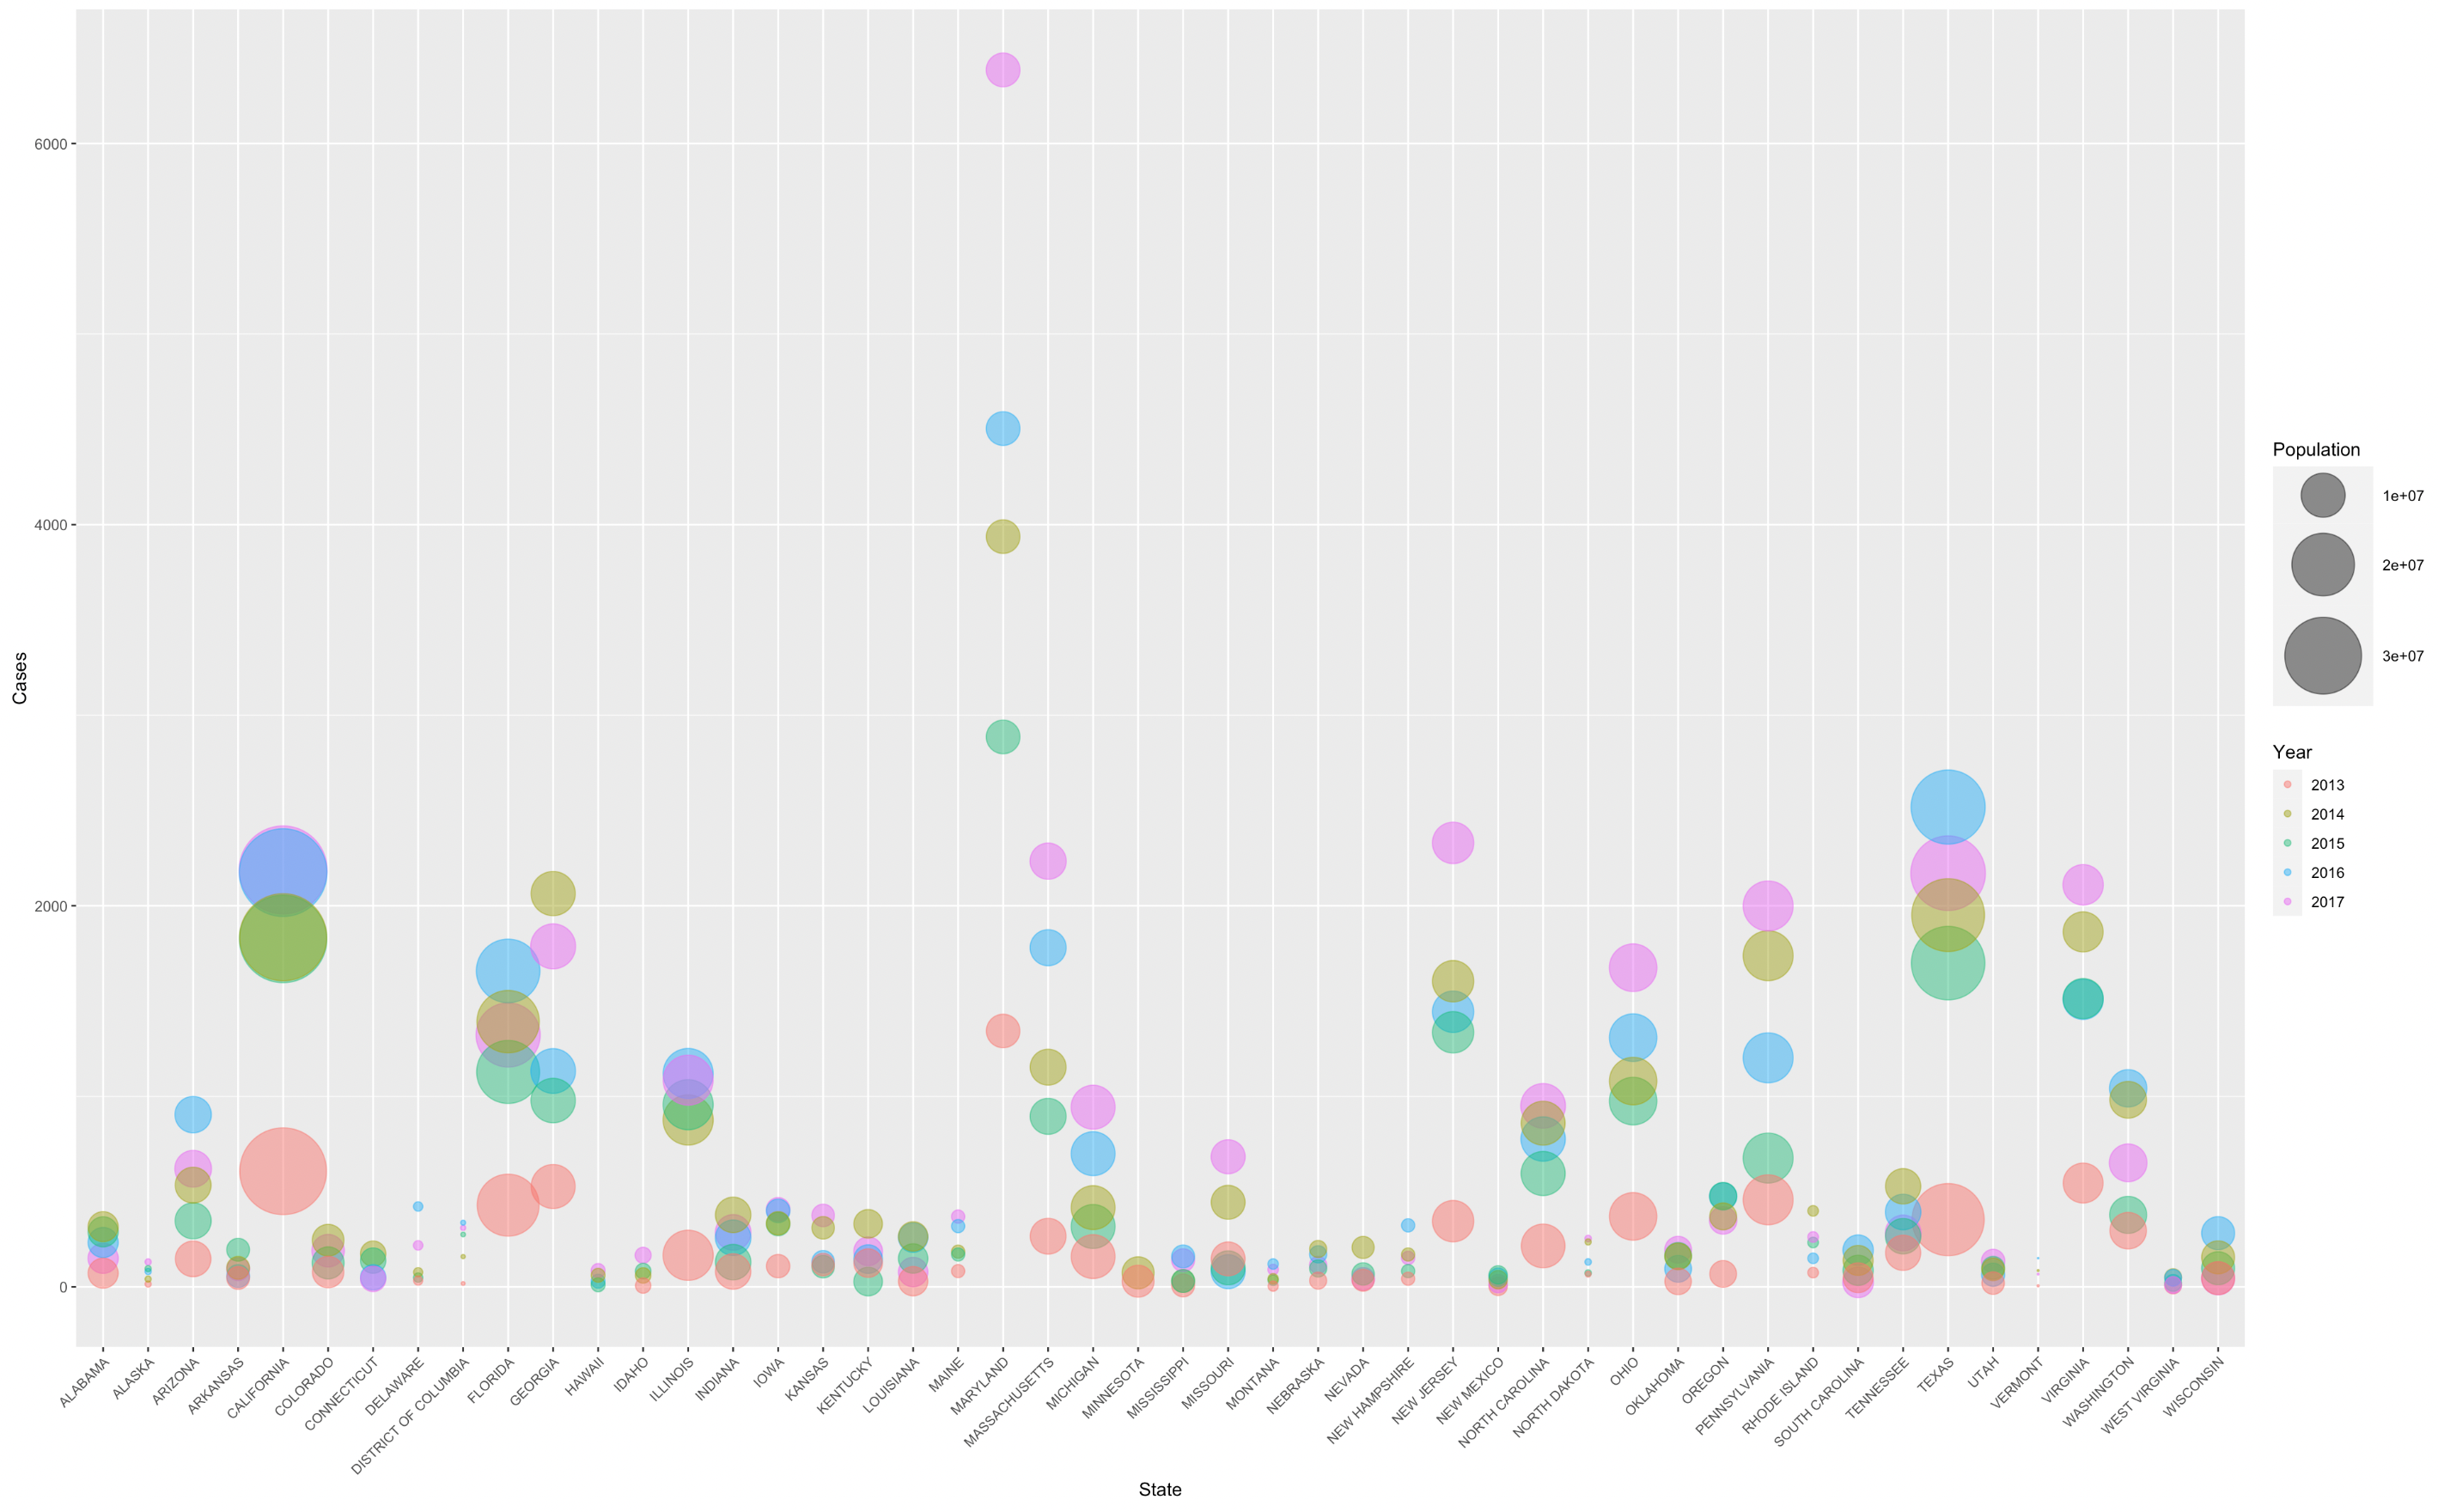 6000
4000
2000
0
Cases
ALABAMA
ALASKA
ARIZONA
ARKANSAS
CALIFORNIA
COLORADO
CONNECTICUT
DELAWARE
DISTRICT OF COLUMBIA
FLORIDA
GEORGIA
HAWAII
IDAHO
ILLINOIS
INDIANA
IOWA
KANSAS
KENTUCKY
LOUISIANA
MAINE
MARYLAND
MASSACHUSETTS
MICHIGAN
MINNESOTA
MISSISSIPPI
MISSOURI
MONTANA
NEBRASKA
NEVADA
NEW HAMPSHIRE
NEW JERSEY
NEW MEXICO
NORTH CAROLINA
NORTH DAKOTA
OHIO
OKLAHOMA
OREGON
PENNSYLVANIA
RHODE ISLAND
SOUTH CAROLINA
TENNESSEE
TEXAS
UTAH
VERMONT
VIRGINIA
WASHINGTON
WEST VIRGINIA
WISCONSIN
State
Population
1e+07
2e+07
3e+07
Year
2013
2014
2015
2016
2017